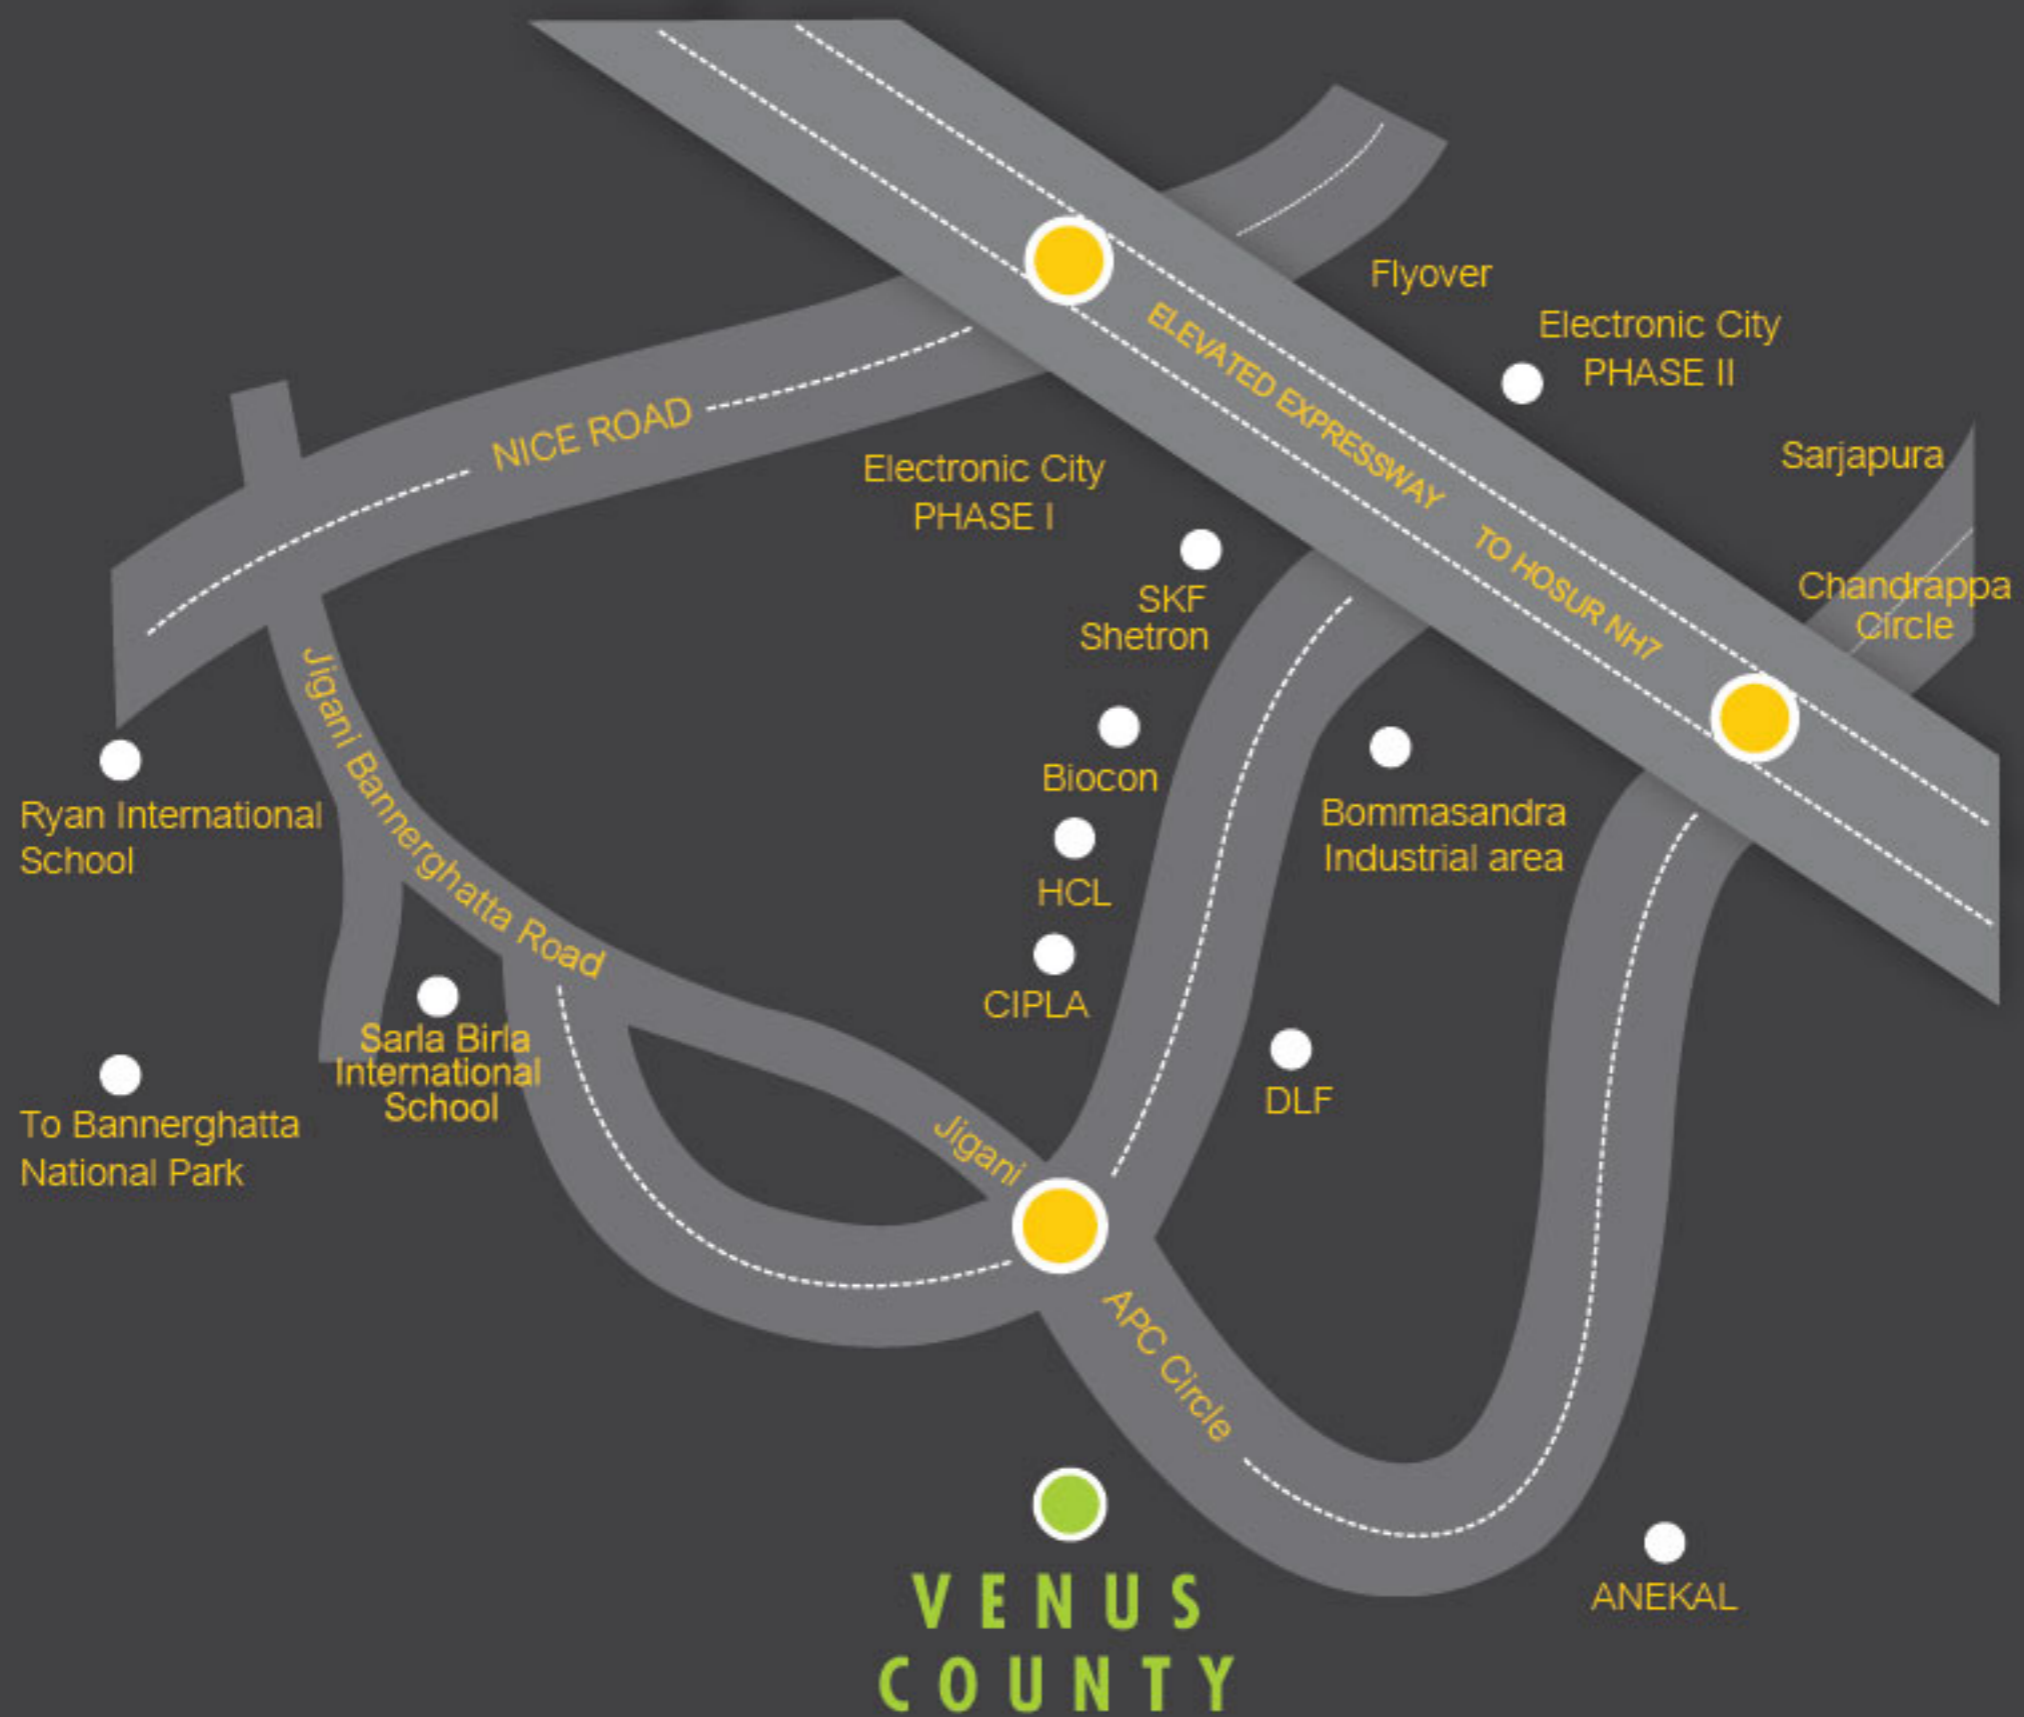 Flyover
Electronic City
PHASE II
ELEVATED EXPRESSWAY
TO HOSUR NH7
NICE ROAD
Electronic City
PHASE I
Sarjapura
Chandrappa
Circle
SKF
Shetron
Jigani Bannerghatta Road
Biocon
Ryan International
School
Bommasandra
Industrial area
HCL
CIPLA
Sarla Birla
International
School
DLF
To Bannerghatta
National Park
Jigani
APC Circle
ANEKAL
VENUS
COUNTY